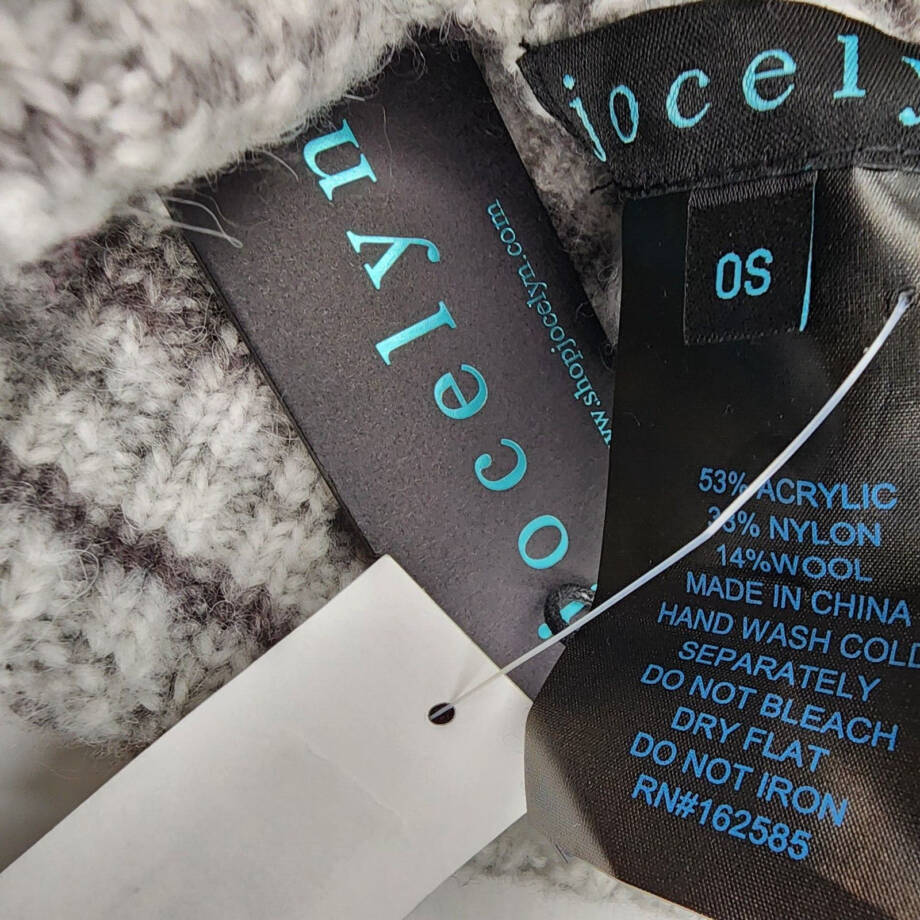 jocely
OS
jocelyn
www.shopjocelyn.com
53% ACRYLIC
33% NYLON
14%WOOL
MADE IN CHINA
HAND WASH COLD
SEPARATELY
DO NOT BLEACH
DRY FLAT
DO NOT IRON
RN#162585